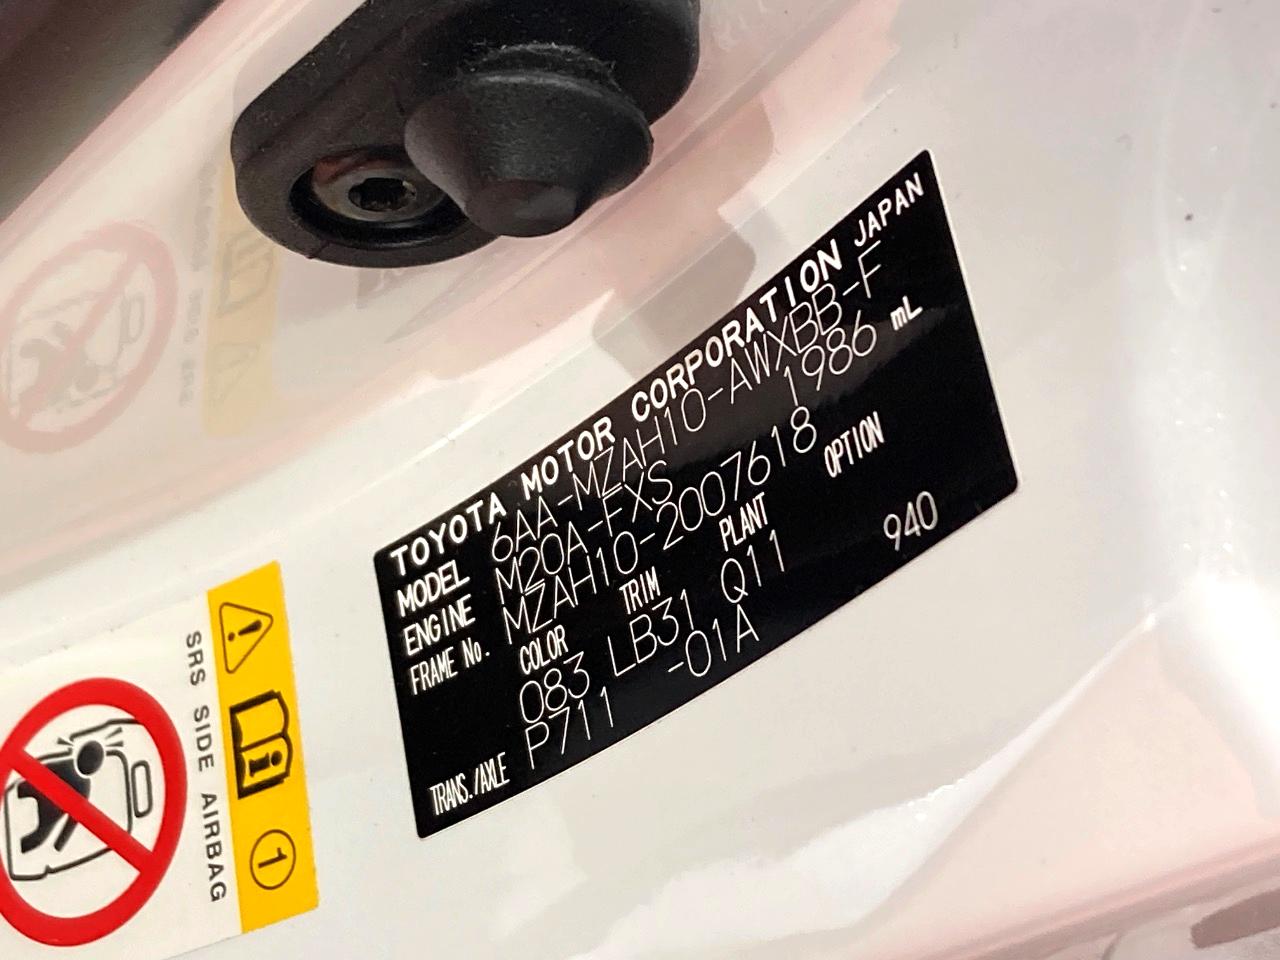 TOYOTA MOTOR CORPORATION JAPAN
MODEL 6AA-MZAH10-AWXBB-F
ENGINE M20A-FXS 1986 mL
FRAME No. MZAH10-2007618
COLOR TRIM PLANT OPTION
083 LB31 Q11 940
TRANS./AXLE P711 -01A
SRS SIDE AIRBAG
1